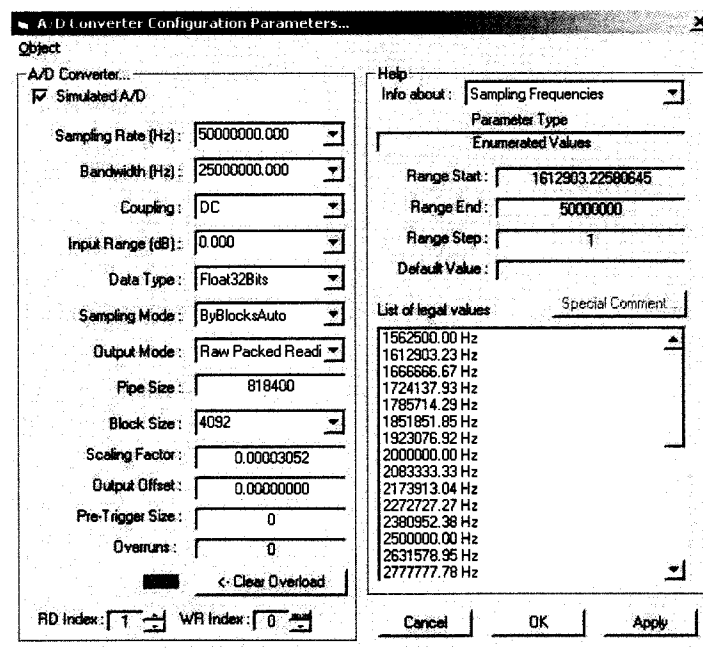 A/D Converter Configuration Parameters...
Object
A/D Converter...
Simulated A/D
Sampling Rate (Hz) : 50000000.000
Bandwidth (Hz) : 25000000.000
Coupling : DC
Input Range (dB) : 0.000
Data Type : Float32Bits
Sampling Mode : ByBlocksAuto
Output Mode : Raw Packed Readi
Pipe Size : 818400
Block Size : 4092
Scaling Factor : 0.00003052
Output Offset : 0.00000000
Pre-Trigger Size : 0
Overruns : 0
<- Clear Overload
RD Index : 1 WR Index : 0
Help
Info about : Sampling Frequencies
Parameter Type
Enumerated Values
Range Start : 1612903.22580645
Range End : 50000000
Range Step : 1
Default Value :
List of legal values Special Comment...
1562500.00 Hz
1612903.23 Hz
1666666.67 Hz
1724137.93 Hz
1785714.29 Hz
1851851.85 Hz
1923076.92 Hz
2000000.00 Hz
2083333.33 Hz
2173913.04 Hz
2272727.27 Hz
2380952.38 Hz
2500000.00 Hz
2631578.95 Hz
2777777.78 Hz
Cancel OK Apply